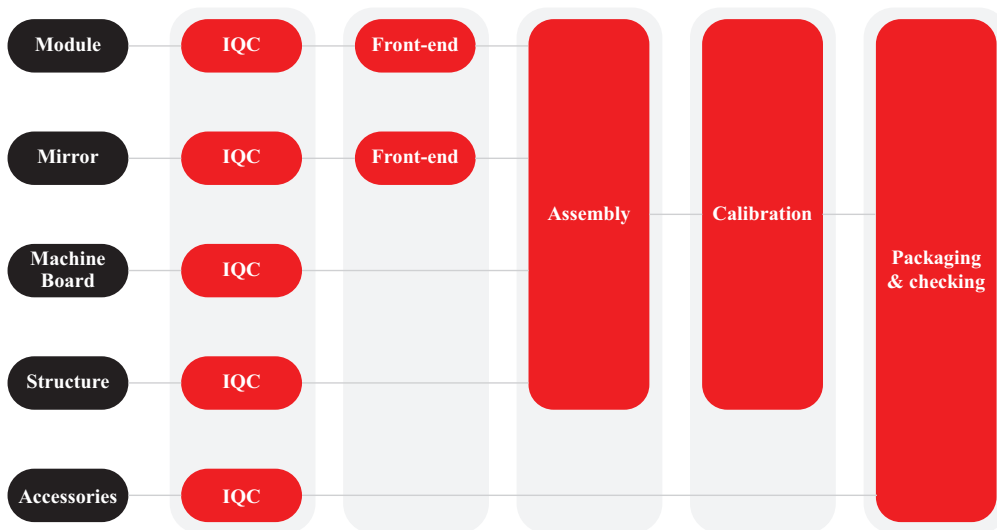 Module
IQC
Front-end
Mirror
IQC
Front-end
Assembly
Calibration
Machine
Board
IQC
Packaging
& checking
Structure
IQC
Accessories
IQC